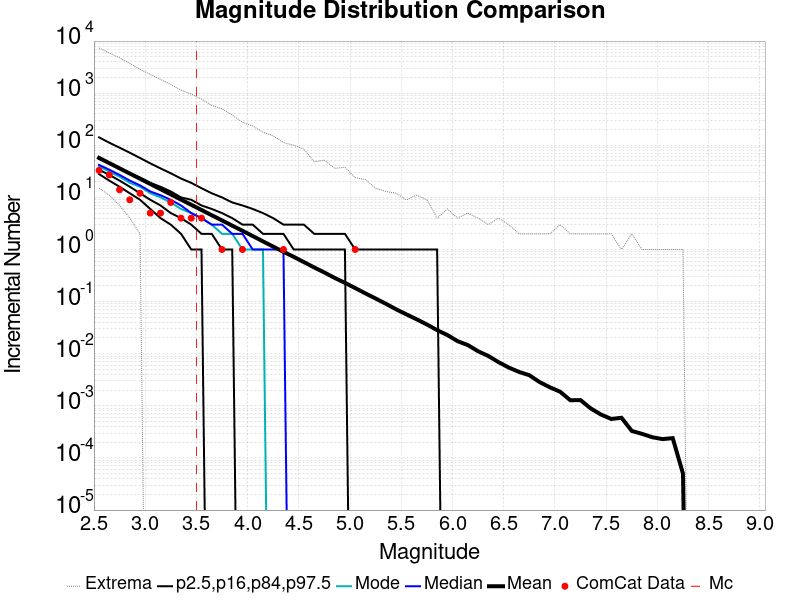 Magnitude Distribution Comparison
10^4
10^3
10^2
10^1
10^0
10^-1
10^-2
10^-3
10^-4
10^-5
Incremental Number
2.5 3.0 3.5 4.0 4.5 5.0 5.5 6.0 6.5 7.0 7.5 8.0 8.5 9.0
Magnitude
Extrema p2.5,p16,p84,p97.5 Mode Median Mean ComCat Data Mc